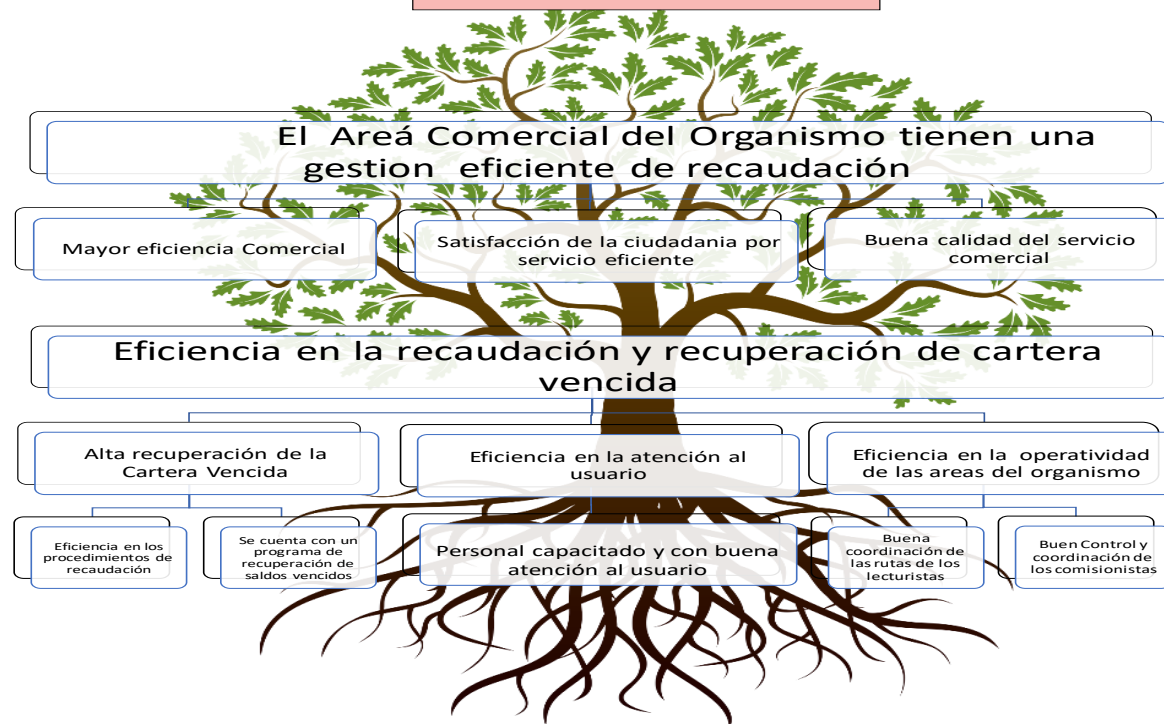 El Areá Comercial del Organismo tienen una
gestion eficiente de recaudación
Mayor eficiencia Comercial
Satisfacción de la ciudadania por
servicio eficiente
Buena calidad del servicio
comercial
Eficiencia en la recaudación y recuperación de cartera
vencida
Alta recuperación de la
Cartera Vencida
Eficiencia en la atención al
usuario
Eficiencia en la operatividad
de las areas del organismo
Eficiencia en los
procedimientos de
recaudación
Se cuenta con un
programa de
recuperación de
saldos vencidos
Personal capacitado y con buena
atención al usuario
Buena
coordinación de
las rutas de los
lecturistas
Buen Control y
coordinación de
los comisionistas